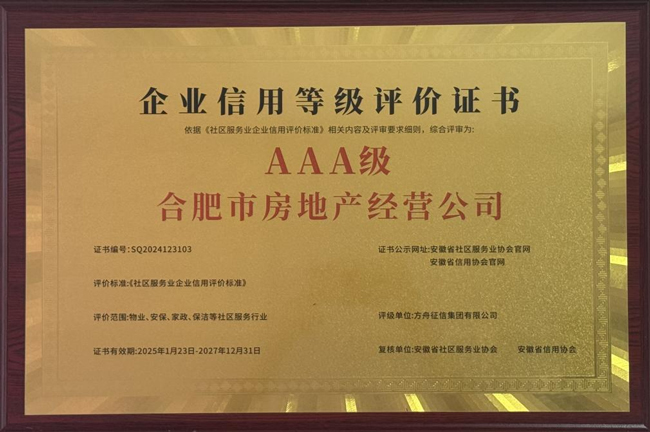 企业信用等级评价证书
依据《社区服务业企业信用评价标准》相关内容及评审要求细则，综合评审为:
AAA级
合肥市房地产经营公司
证书编号:SQ2024123103
证书公示网址:安徽省社区服务业协会官网
安徽省信用协会官网
评价标准:《社区服务业企业信用评价标准》
评价范围:物业、安保、家政、保洁等社区服务行业
评级单位:方舟征信集团有限公司
证书有效期:2025年1月23日-2027年12月31日
复核单位:安徽省社区服务业协会 安徽省信用协会